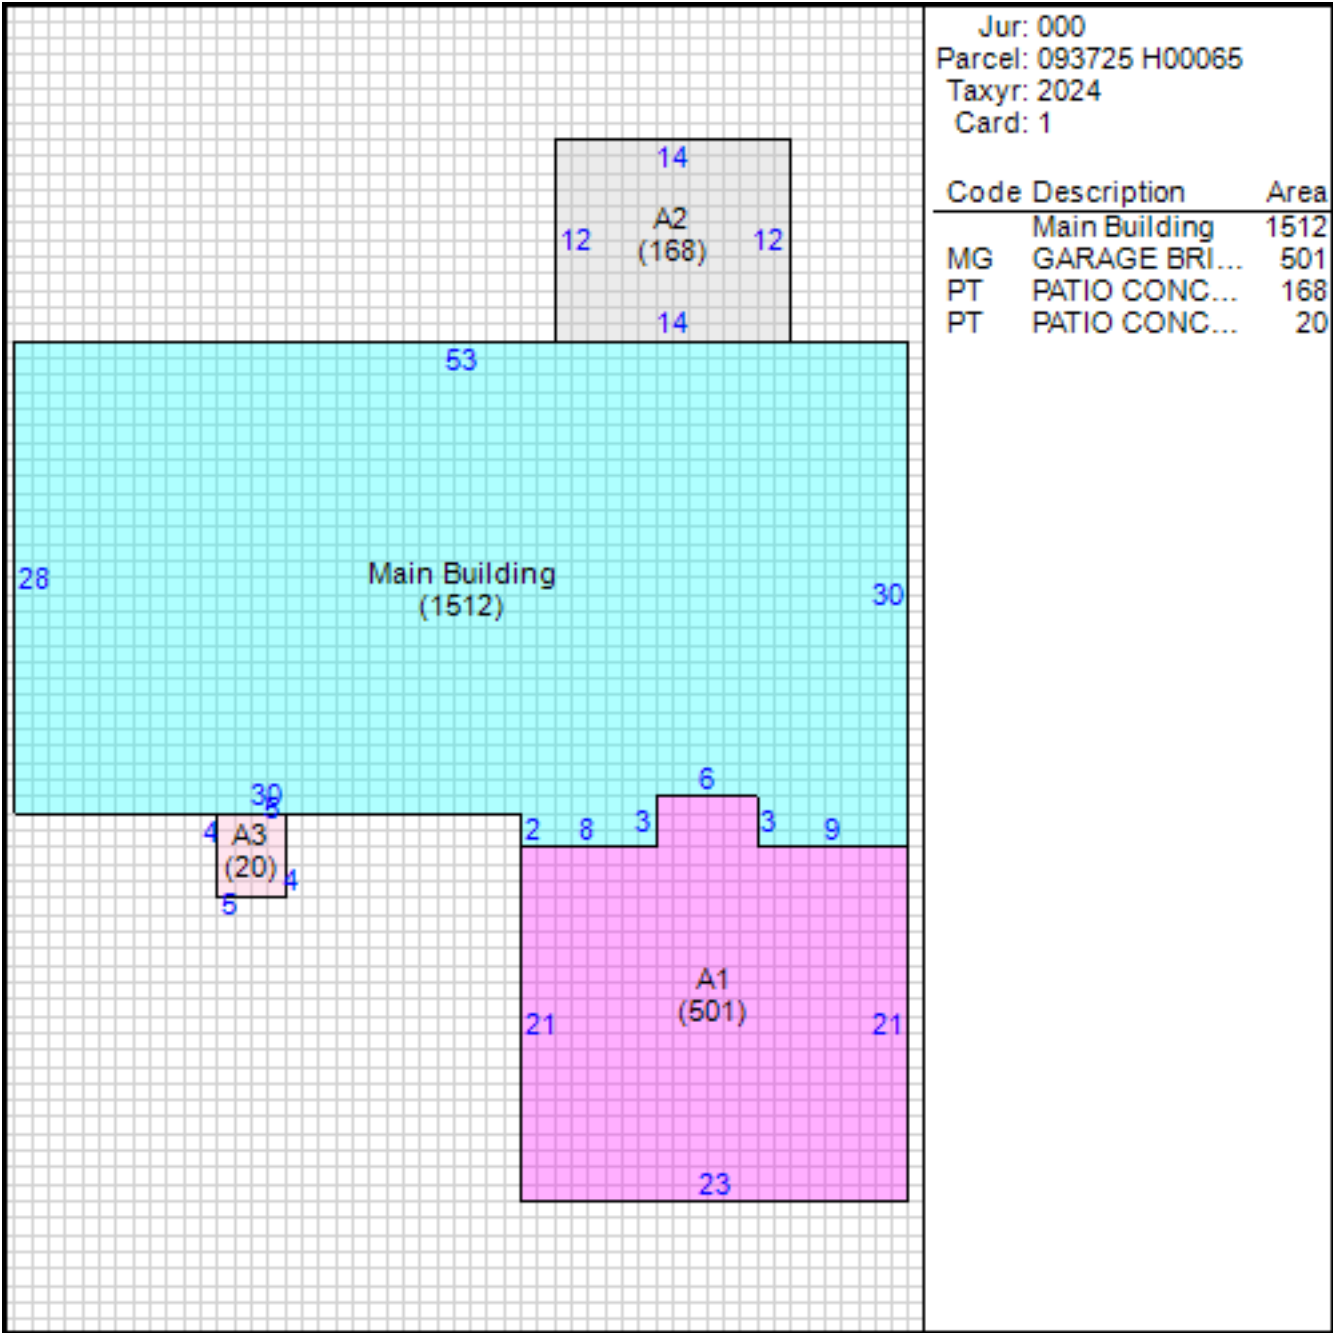 Jur: 000
Parcel: 093725 H00065
Taxyr: 2024
Card: 1
Code Description Area
Main Building 1512
MG GARAGE BRI... 501
PT PATIO CONC... 168
PT PATIO CONC... 20
14
A2
12 12
(168)
14
53
28
Main Building
(1512)
30
6
30
5
2 8 3 3 9
4
A3
(20)
4
5
A1
(501)
21 21
23